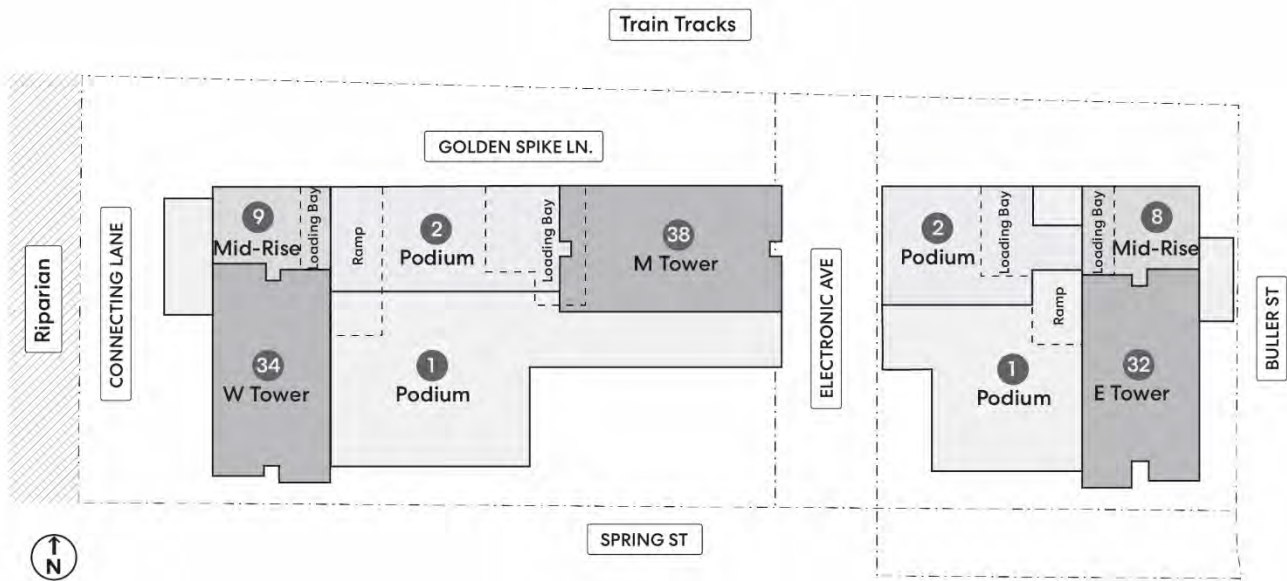 Train Tracks
GOLDEN SPIKE LN.
Riparian
CONNECTING LANE
9
Mid-Rise
Loading Bay
Ramp
2
Podium
Loading Bay
38
M Tower
34
W Tower
1
Podium
ELECTRONIC AVE
2
Podium
Loading Bay
Loading Bay
8
Mid-Rise
Ramp
1
Podium
32
E Tower
BULLER ST
SPRING ST
N